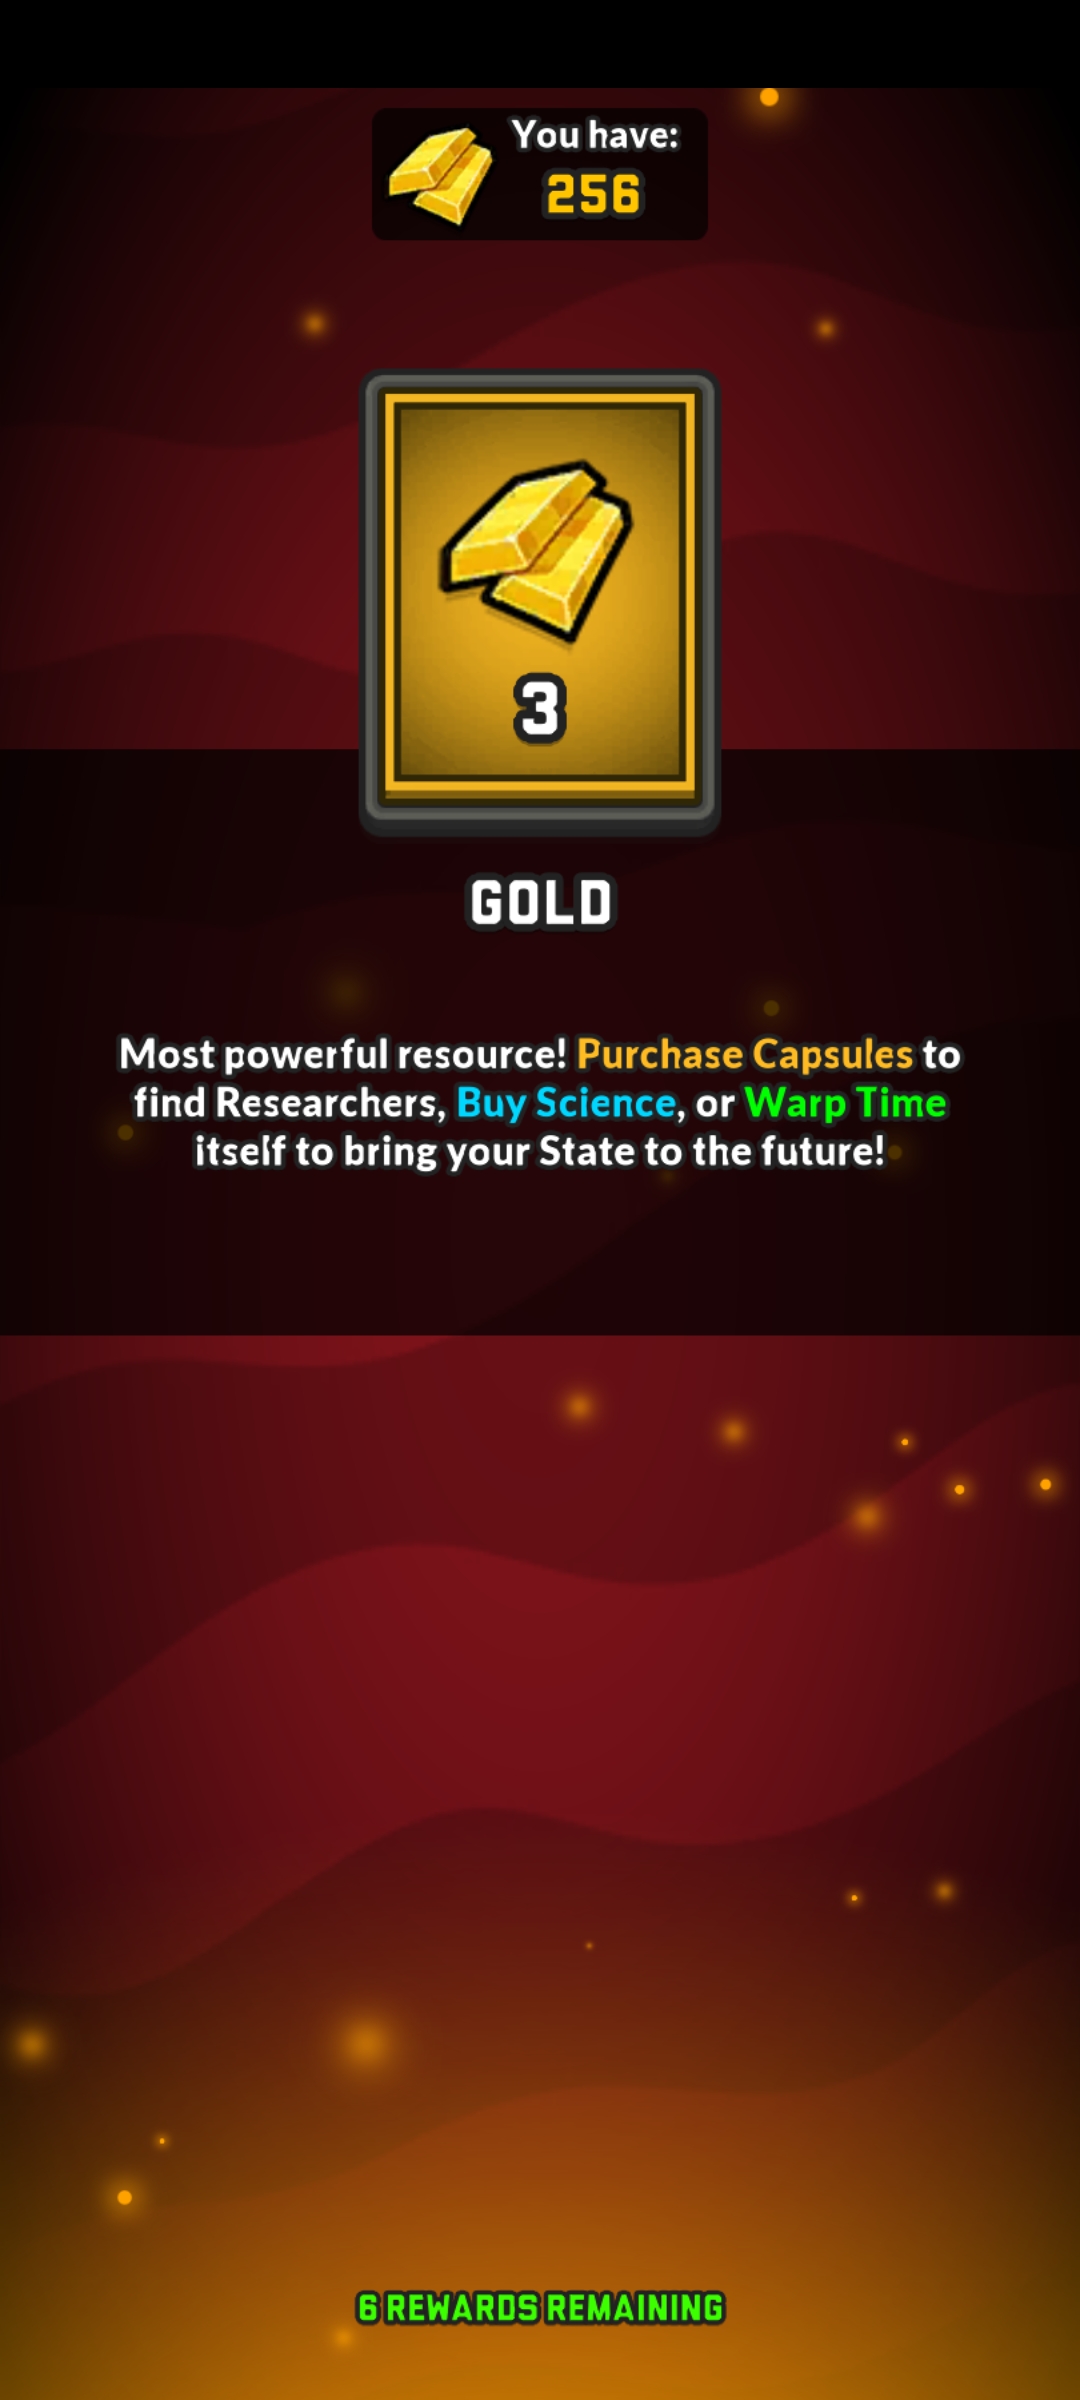 You have:
256
3
GOLD
Most powerful resource! Purchase Capsules to
find Researchers, Buy Science, or Warp Time
itself to bring your State to the future!
6 REWARDS REMAINING